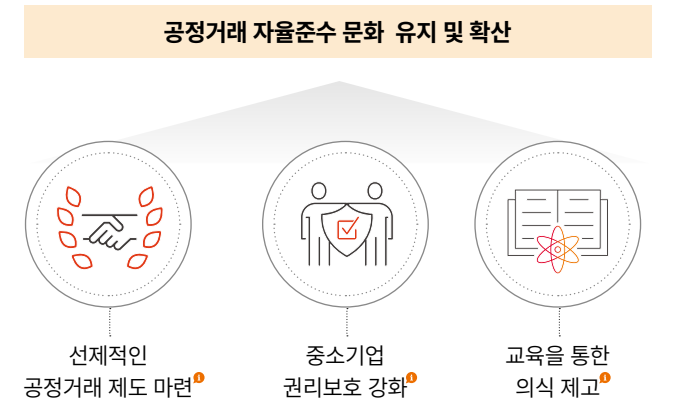 공정거래 자율준수 문화 유지 및 확산
선제적인
공정거래 제도 마련
중소기업
권리보호 강화
교육을 통한
의식 제고